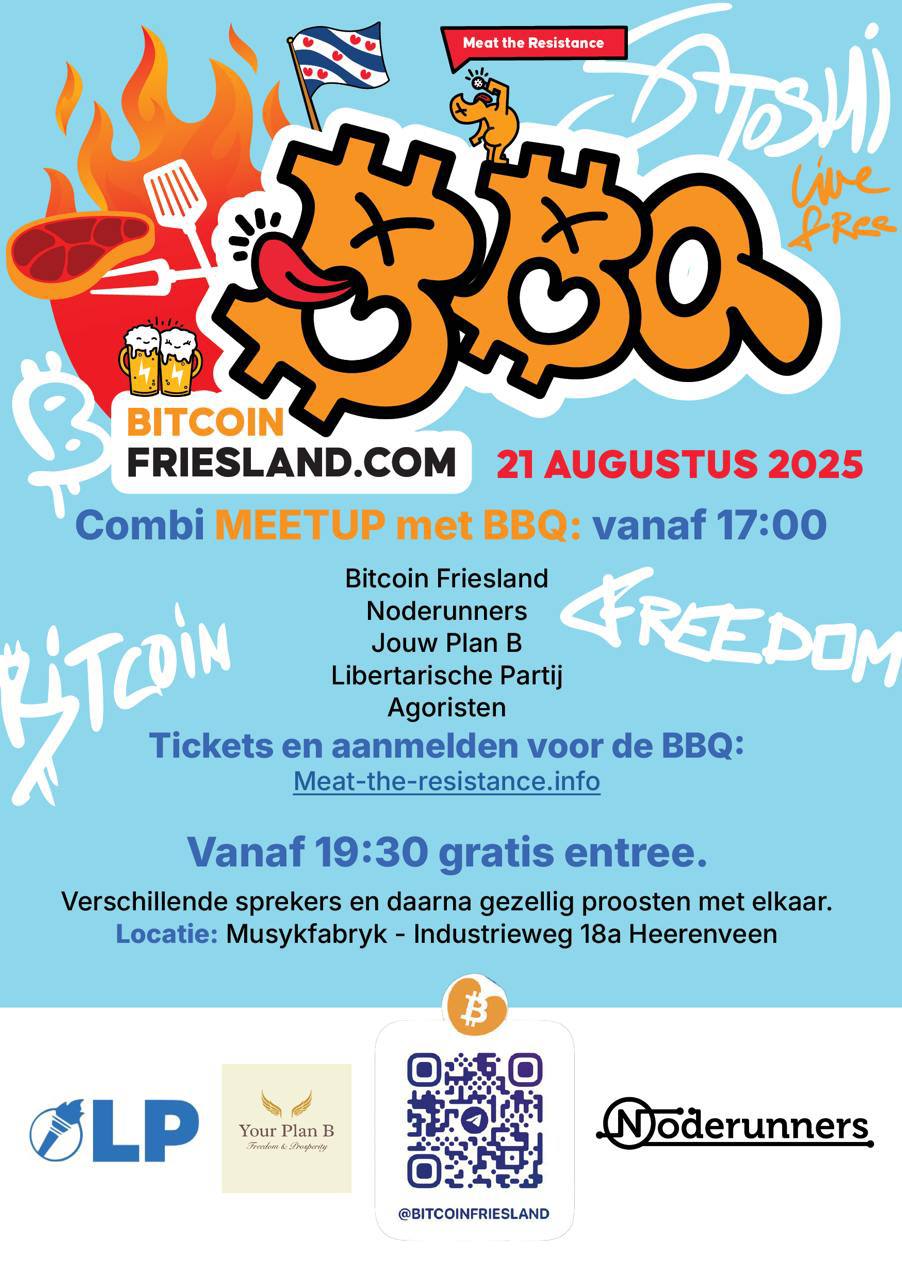 Meat the Resistance
SATOSHI
Live
free
BBQ
BITCOIN
FRIESLAND.COM
21 AUGUSTUS 2025
Combi MEETUP met BBQ: vanaf 17:00
Bitcoin Friesland
Noderunners
Jouw Plan B
Libertarische Partij
Agoristen
FREEDOM
BITCOIN
Tickets en aanmelden voor de BBQ:
Meat-the-resistance.info
Vanaf 19:30 gratis entree.
Verschillende sprekers en daarna gezellig proosten met elkaar.
Locatie: Musykfabryk - Industrieweg 18a Heerenveen
LP
Your Plan B
Freedom & Prosperity
@BITCOINFRIESLAND
Noderunners